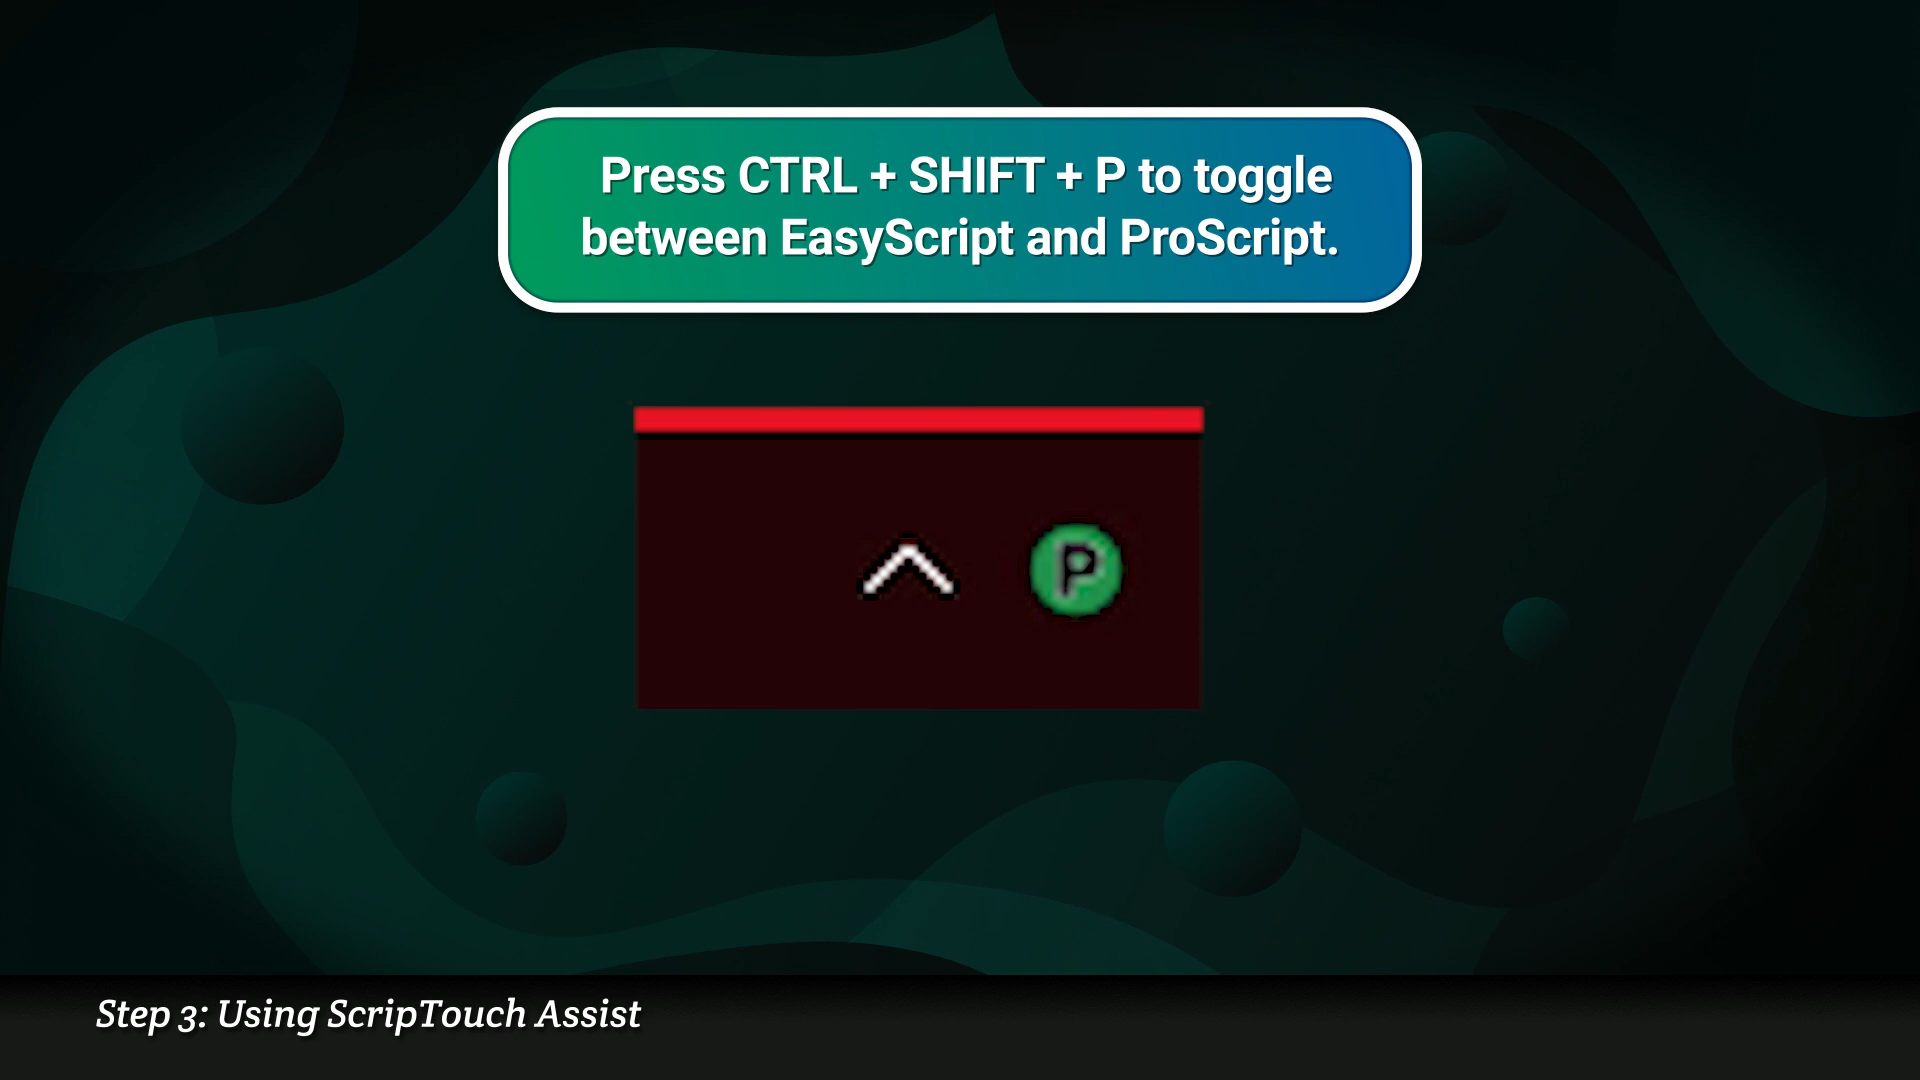 Press CTRL + SHIFT + P to toggle
between EasyScript and ProScript.
P
Step 3: Using ScripTouch Assist